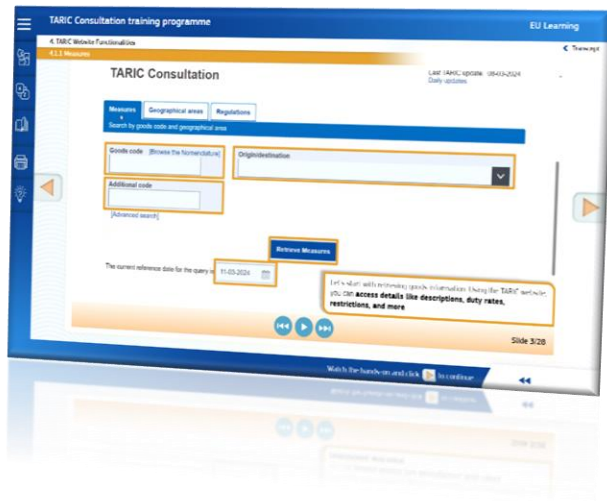 TARIC Consultation training programme
EU Learning
4. TARIC Website Functionalities
Transcript
4.1.1 Measures
TARIC Consultation
Last TARIC update: 08-03-2024
Daily updates
Measures
Geographical areas
Regulations
Search by goods code and geographical area
Goods code [Browse the Nomenclature]
Origin/destination
Additional code
[Advanced search]
Retrieve Measures
The current reference date for the query is 11-03-2024
Let's start with retrieving goods information. Using the TARIC website,
you can access details like descriptions, duty rates,
restrictions, and more
Slide 3/28
Watch the hands-on and click to continue